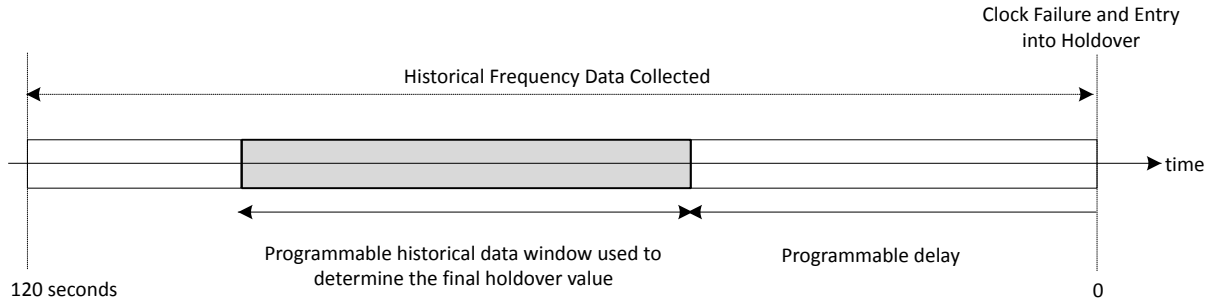 Clock Failure and Entry
into Holdover
Historical Frequency Data Collected
time
Programmable historical data window used to
determine the final holdover value
Programmable delay
120 seconds
0